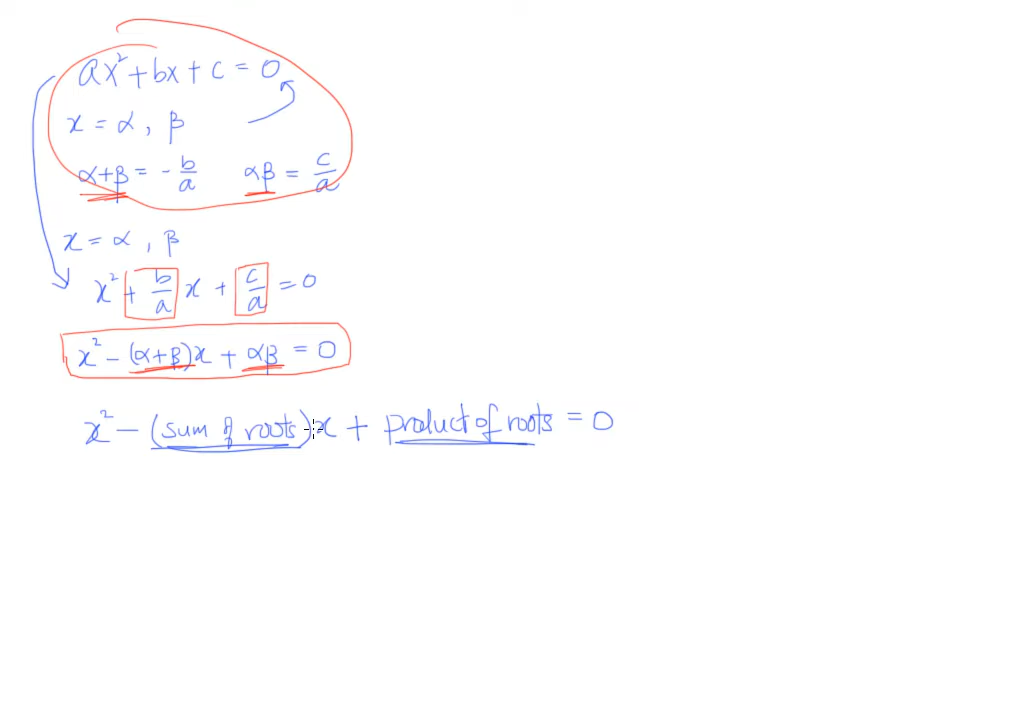 ax² + bx + c = 0
x = α , β
α+β = - b/a αβ = c/a
x = α , β
x² + b/a x + c/a = 0
x² - (α+β)x + αβ = 0
x² - (sum of roots)x + product of roots = 0